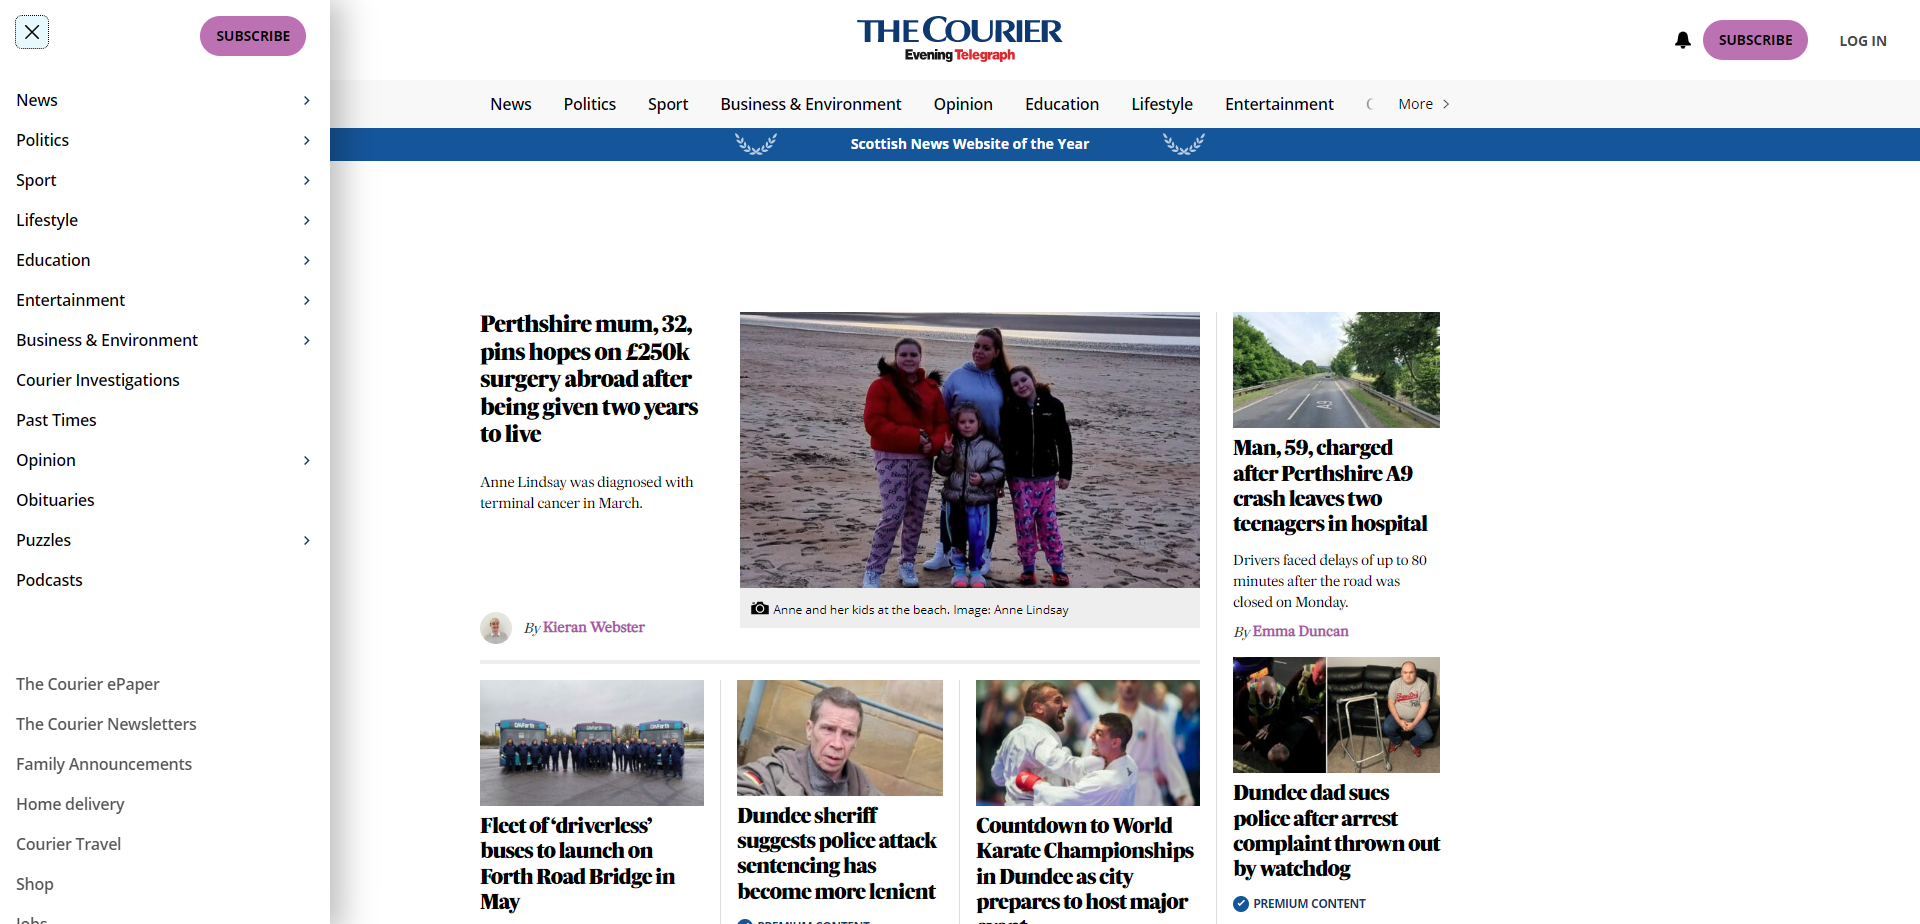 SUBSCRIBE
News
Politics
Sport
Lifestyle
Education
Entertainment
Business & Environment
Courier Investigations
Past Times
Opinion
Obituaries
Puzzles
Podcasts
The Courier ePaper
The Courier Newsletters
Family Announcements
Home delivery
Courier Travel
Shop
Jobs
THE COURIER
Evening Telegraph
SUBSCRIBE
LOG IN
News Politics Sport Business & Environment Opinion Education Lifestyle Entertainment More
Scottish News Website of the Year
Perthshire mum, 32,
pins hopes on £250k
surgery abroad after
being given two years
to live
Anne Lindsay was diagnosed with
terminal cancer in March.
By Kieran Webster
Anne and her kids at the beach. Image: Anne Lindsay
A9
Man, 59, charged
after Perthshire A9
crash leaves two
teenagers in hospital
Drivers faced delays of up to 80
minutes after the road was
closed on Monday.
By Emma Duncan
Fleet of ‘driverless’
buses to launch on
Forth Road Bridge in
May
Dundee sheriff
suggests police attack
sentencing has
become more lenient
PREMIUM CONTENT
Countdown to World
Karate Championships
in Dundee as city
prepares to host major
event
Dundee dad sues
police after arrest
complaint thrown out
by watchdog
PREMIUM CONTENT